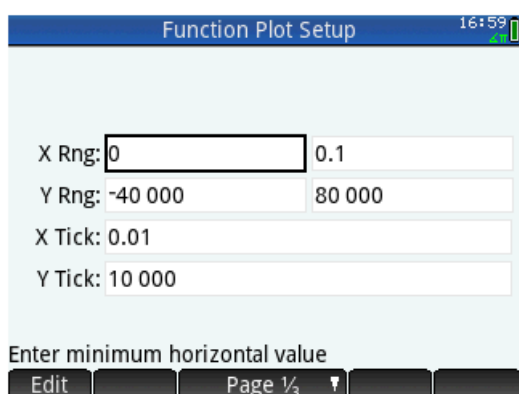 Function Plot Setup 16:59
∡π
X Rng: 0 0.1
Y Rng: -40 000 80 000
X Tick: 0.01
Y Tick: 10 000
Enter minimum horizontal value
Edit Page ⅓